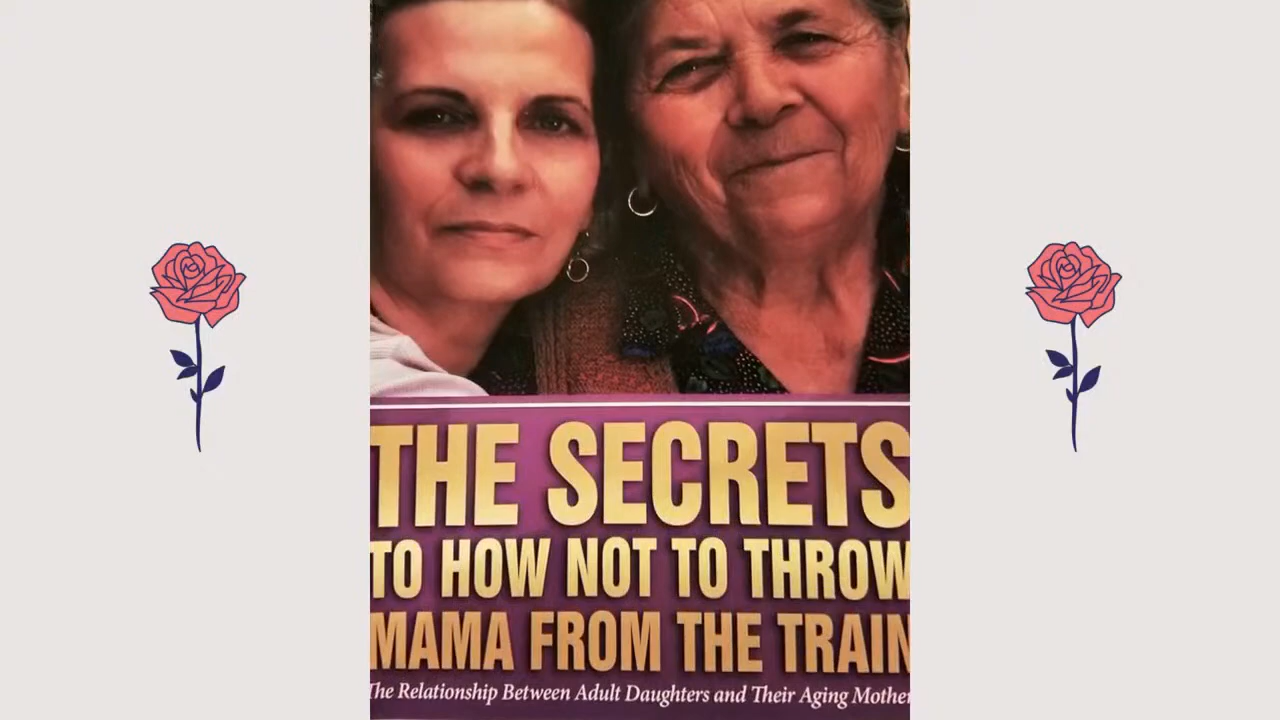 THE SECRETS
TO HOW NOT TO THROW
MAMA FROM THE TRAIN
The Relationship Between Adult Daughters and Their Aging Mother